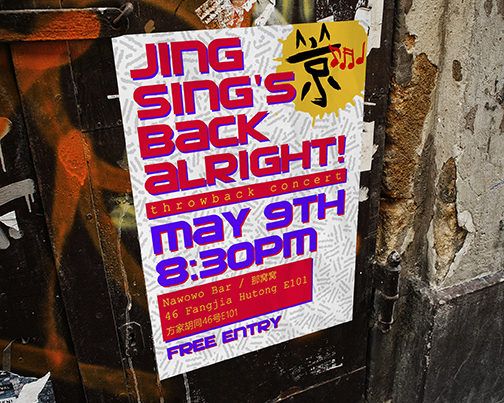 JING
SING'S
BACK
ALRIGHT!
throwback concert
MAY 9TH
8:30PM
Nawowo Bar / 那窝窝
46 Fangjia Hutong E101
方家胡同46号E101
FREE ENTRY